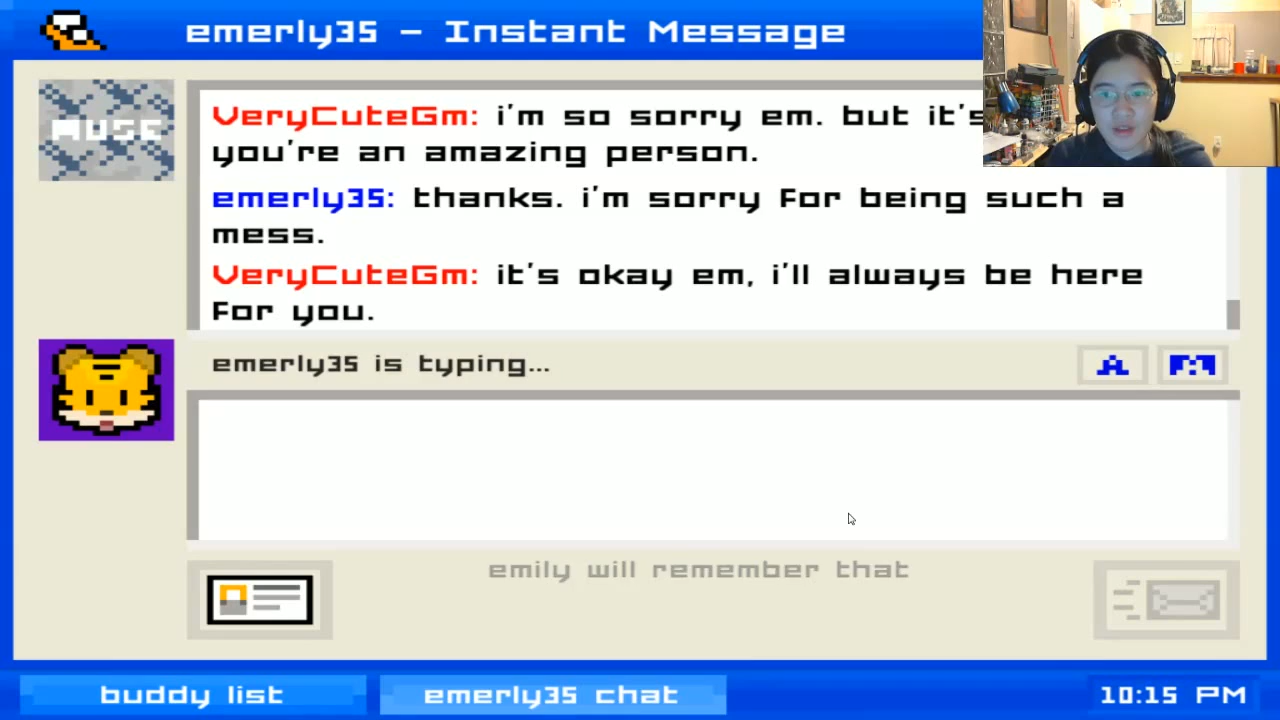 emerly35 - Instant Message
MUSE
VeryCuteGm: i'm so sorry em. but it's
you're an amazing person.
emerly35: thanks. i'm sorry for being such a
mess.
VeryCuteGm: it's okay em, i'll always be here
for you.
emerly35 is typing...
A
emily will remember that
buddy list
emerly35 chat
10:15 PM